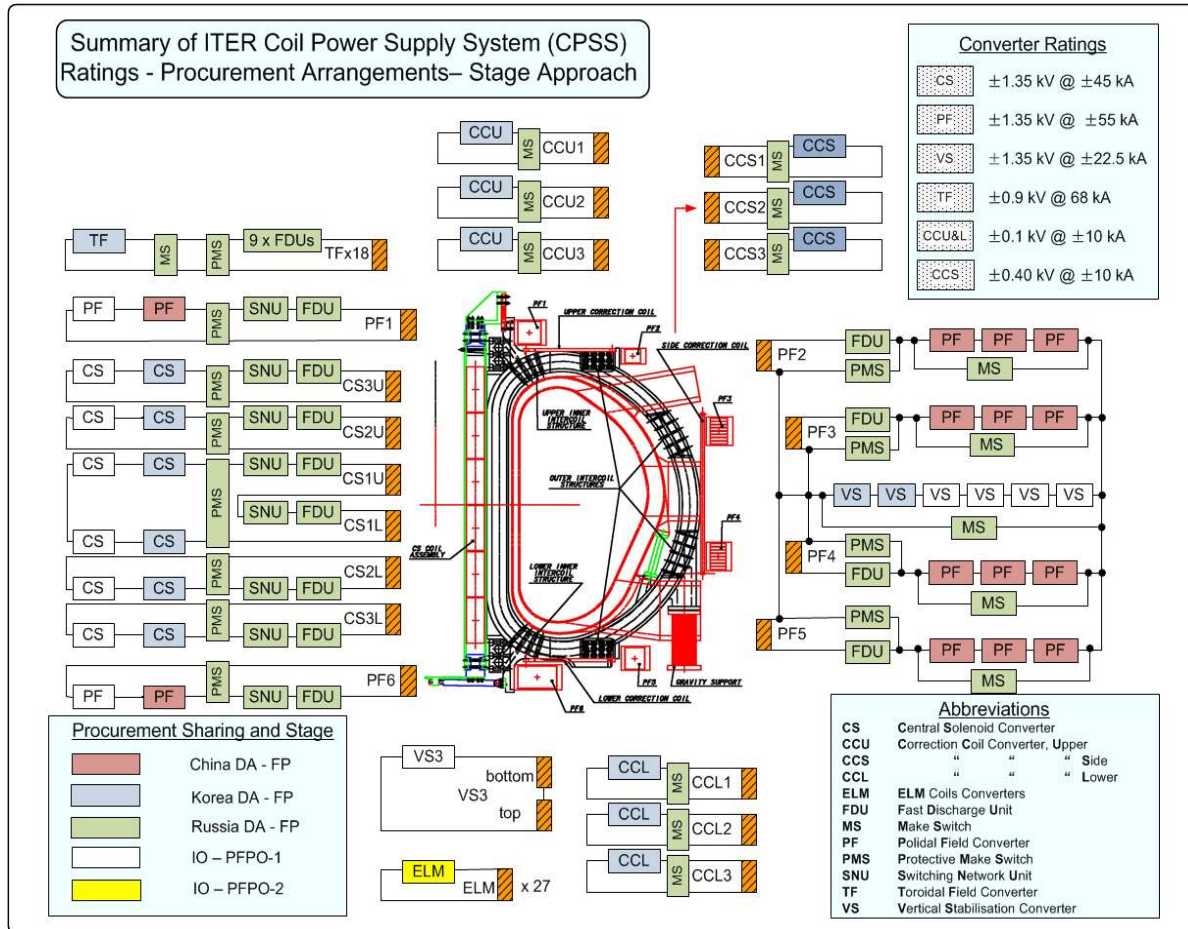 Summary of ITER Coil Power Supply System (CPSS)
Ratings - Procurement Arrangements– Stage Approach
Converter Ratings
CS ±1.35 kV @ ±45 kA
PF ±1.35 kV @ ±55 kA
VS ±1.35 kV @ ±22.5 kA
TF ±0.9 kV @ 68 kA
CCU&L ±0.1 kV @ ±10 kA
CCS ±0.40 kV @ ±10 kA
CCU MS CCU1
CCU MS CCU2
CCU MS CCU3
CCS1 MS CCS
CCS2 MS CCS
CCS3 MS CCS
TF MS PMS 9 x FDUs TFx18
PF PF PMS SNU FDU PF1
CS CS PMS SNU FDU CS3U
CS CS PMS SNU FDU CS2U
CS CS PMS SNU FDU CS1U
SNU FDU CS1L
CS CS
PMS CS2L
CS CS SNU FDU
PMS CS3L
CS CS SNU FDU
PMS PF6
PF PF SNU FDU
PF1
UPPER CORRECTION COIL
PF2
SIDE CORRECTION COIL
PF3
UPPER INNER
INTERCOIL
STRUCTURE
OUTER INTERCOIL
STRUCTURES
PF4
CS COIL
ASSEMBLY
LOWER INNER
INTERCOIL
STRUCTURE
PF5
GRAVITY SUPPORT
LOWER CORRECTION COIL
PF6
PF2 FDU PF PF PF
PMS MS
PF3 FDU PF PF PF
PMS MS
VS VS VS VS VS VS
MS
PF4 PMS
FDU PF PF PF
MS
PF5 PMS
FDU PF PF PF
MS
Procurement Sharing and Stage
China DA - FP
Korea DA - FP
Russia DA - FP
IO – PFPO-1
IO – PFPO-2
VS3 bottom
VS3
top
ELM
ELM x 27
CCL MS CCL1
CCL MS CCL2
CCL MS CCL3
Abbreviations
CS Central Solenoid Converter
CCU Correction Coil Converter, Upper
CCS “ “ “ Side
CCL “ “ “ Lower
ELM ELM Coils Converters
FDU Fast Discharge Unit
MS Make Switch
PF Polidal Field Converter
PMS Protective Make Switch
SNU Switching Network Unit
TF Toroidal Field Converter
VS Vertical Stabilisation Converter